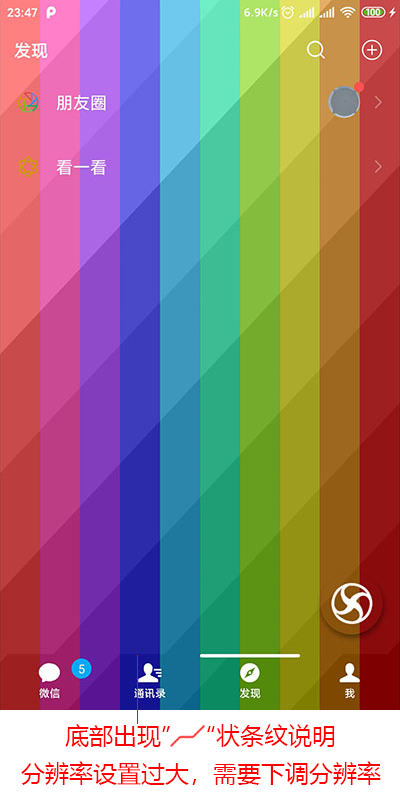 23:47 6.9K/s 100
发现
朋友圈
看一看
5
微信 通讯录 发现 我
底部出现”“状条纹说明
分辨率设置过大，需要下调分辨率